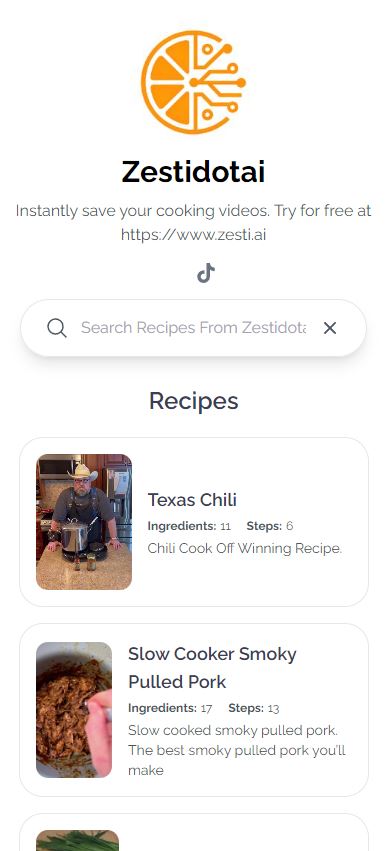 Zestidotai
Instantly save your cooking videos. Try for free at
https://www.zesti.ai
Search Recipes From Zestidota
Recipes
Texas Chili
Ingredients: 11 Steps: 6
Chili Cook Off Winning Recipe.
Slow Cooker Smoky
Pulled Pork
Ingredients: 17 Steps: 13
Slow cooked smoky pulled pork.
The best smoky pulled pork you'll
make